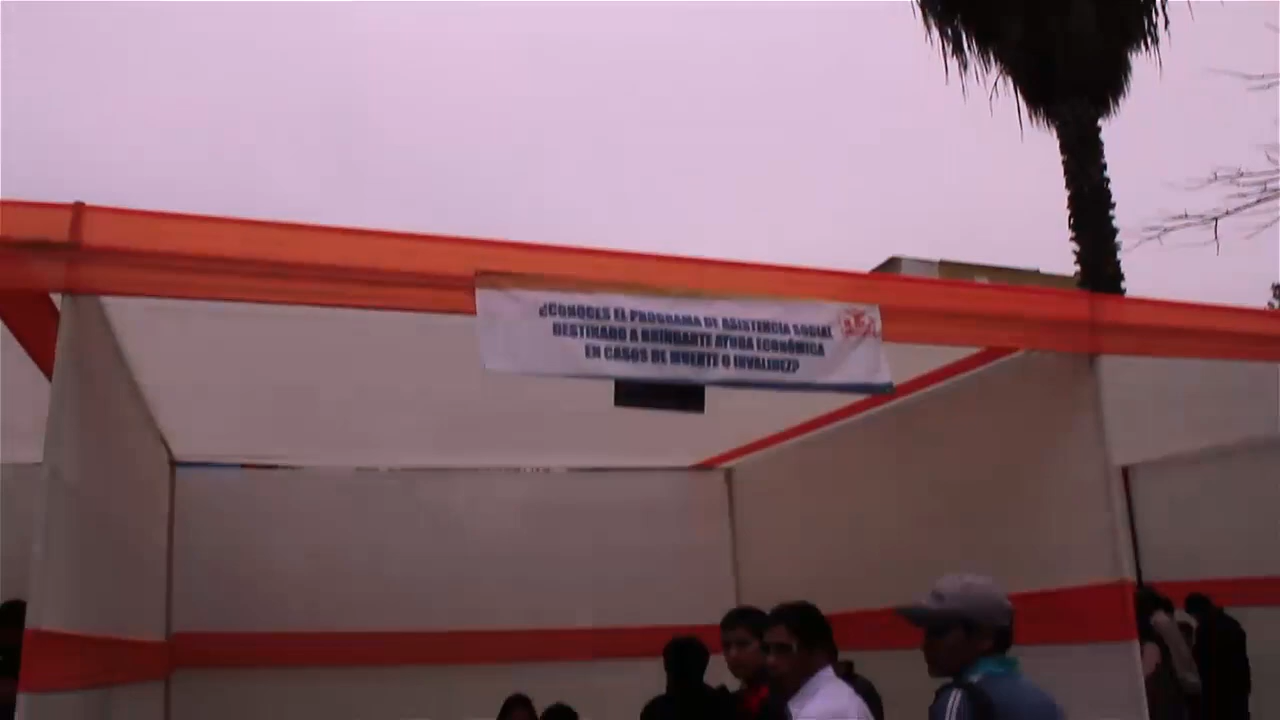 ¿CONOCES EL PROGRAMA DE ASISTENCIA SOCIAL
DESTINADO A BRINDARTE AYUDA ECONÓMICA
EN CASOS DE MUERTE O INVALIDEZ?